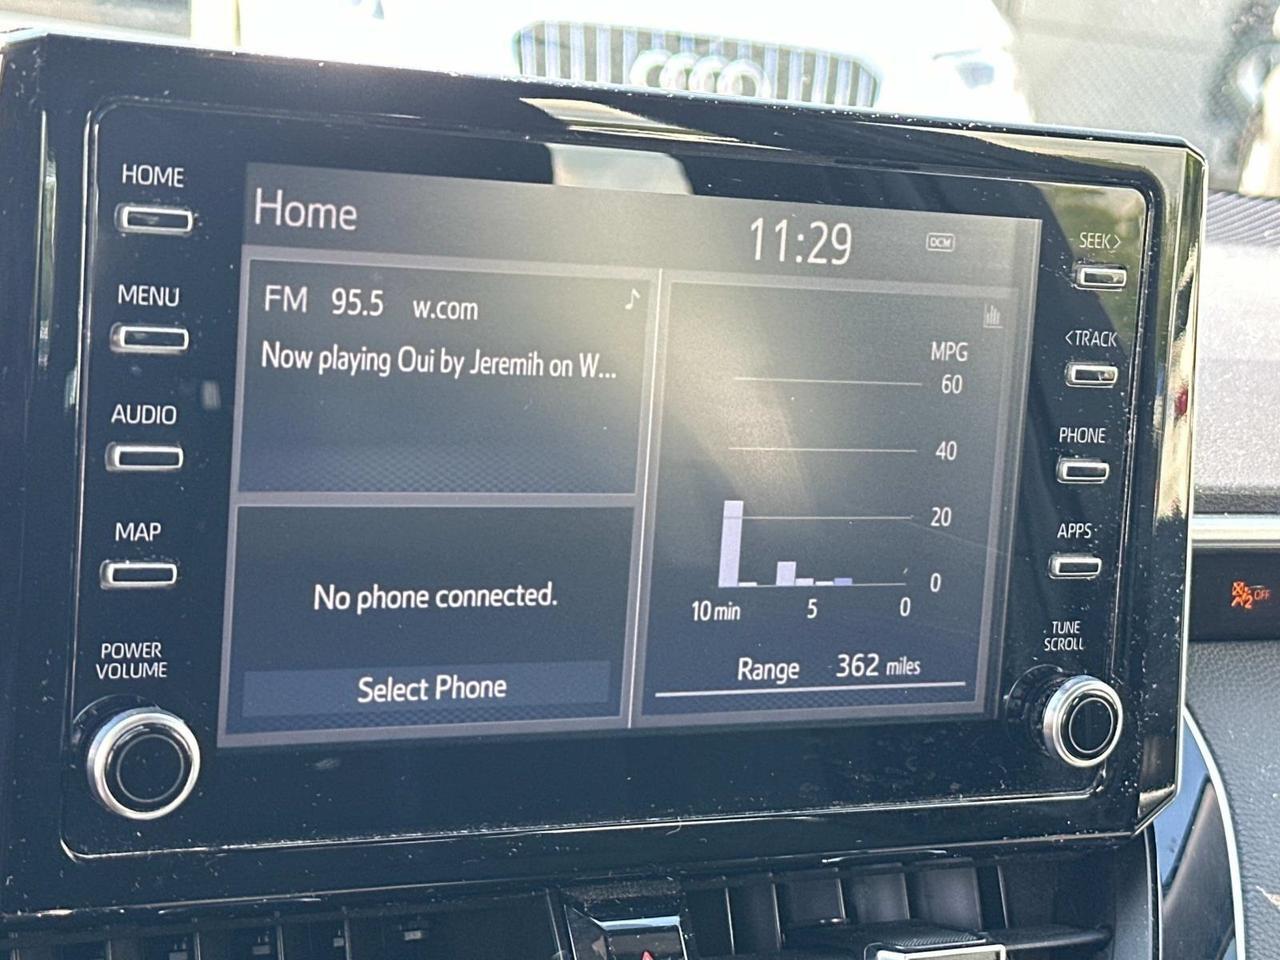 HOME
MENU
AUDIO
MAP
POWER
VOLUME
Home
11:29
DCM
FM 95.5 w.com
Now playing Oui by Jeremih on W...
No phone connected.
Select Phone
MPG
60
40
20
0
10 min 5 0
Range 362 miles
SEEK>
<TRACK
PHONE
APPS
TUNE
SCROLL
2 OFF